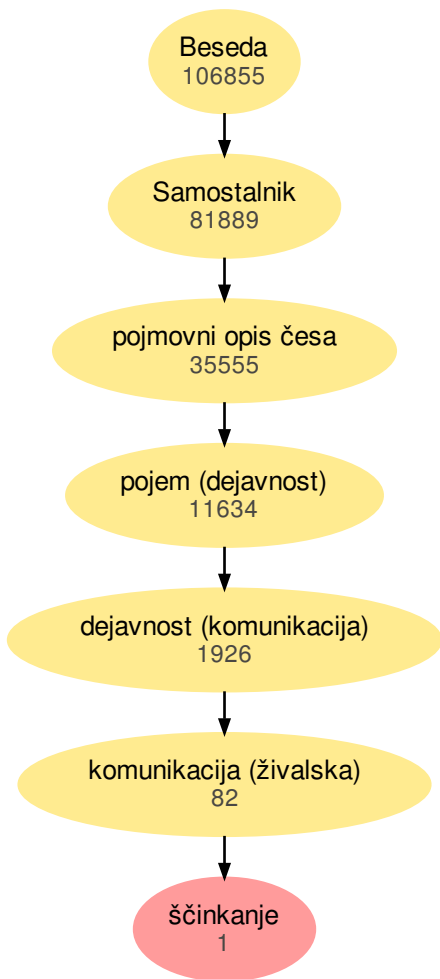 Beseda
106855
Samostalnik
81889
pojmovni opis česa
35555
pojem (dejavnost)
11634
dejavnost (komunikacija)
1926
komunikacija (živalska)
82
ščinkanje
1